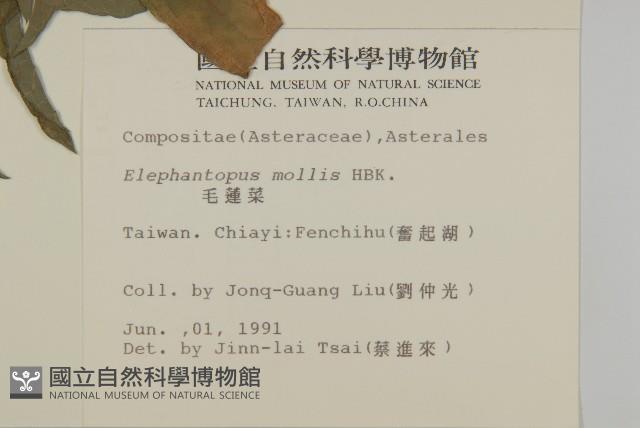 國立自然科學博物館
NATIONAL MUSEUM OF NATURAL SCIENCE
TAICHUNG, TAIWAN, R.O.CHINA
Compositae(Asteraceae),Asterales
Elephantopus mollis HBK.
毛蓮菜
Taiwan. Chiayi:Fenchihu(奮起湖)
Coll. by Jonq-Guang Liu(劉仲光)
Jun. ,01, 1991
Det. by Jinn-lai Tsai(蔡進來)
國立自然科學博物館
NATIONAL MUSEUM OF NATURAL SCIENCE